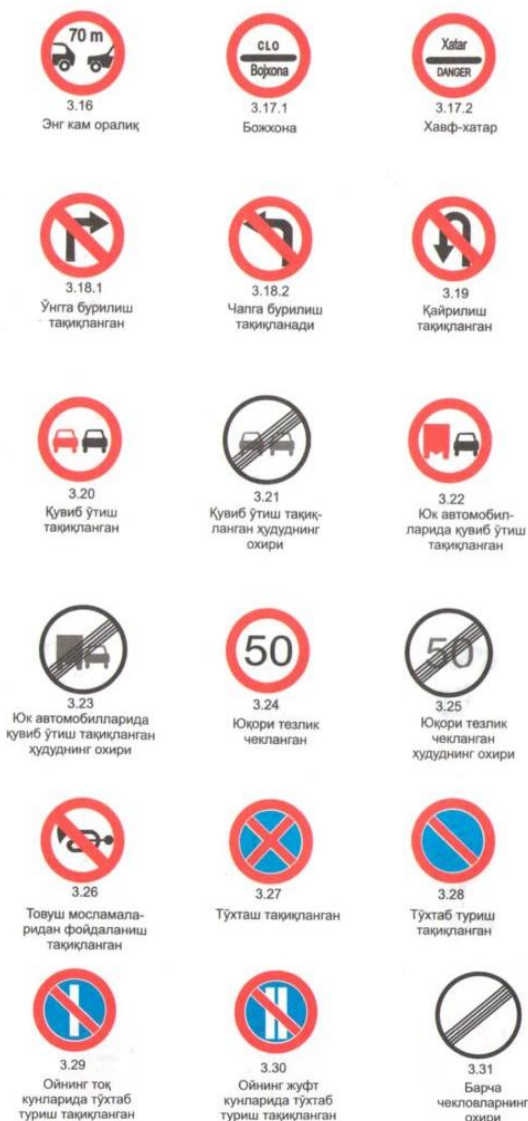 70 m
CLO
Bojxona
Xatar
DANGER
3.16
3.17.1
3.17.2
Энг кам оралиқ
Божхона
Хавф-хатар
3.18.1
3.18.2
3.19
Ўнгга бурилиш
тақиқланган
Чапга бурилиш
тақиқланади
Қайрилиш
тақиқланган
3.20
Қувиб ўтиш
тақиқланган
3.21
Қувиб ўтиш тақиқ-
ланган ҳудуднинг
охири
3.22
Юк автомобил-
ларида қувиб ўтиш
тақиқланган
3.23
Юк автомобилларида
қувиб ўтиш тақиқланган
ҳудуднинг охири
50
3.24
Юқори тезлик
чекланган
50
3.25
Юқори тезлик
чекланган
ҳудуднинг охири
3.26
Товуш мосламала-
ридан фойдаланиш
тақиқланган
3.27
Тўхташ тақиқланган
3.28
Тўхтаб туриш
тақиқланган
3.29
Ойнинг тоқ
кунларида тўхтаб
туриш тақиқланган
3.30
Ойнинг жуфт
кунларида тўхтаб
туриш тақиқланган
3.31
Барча
чекловларнинг
охири